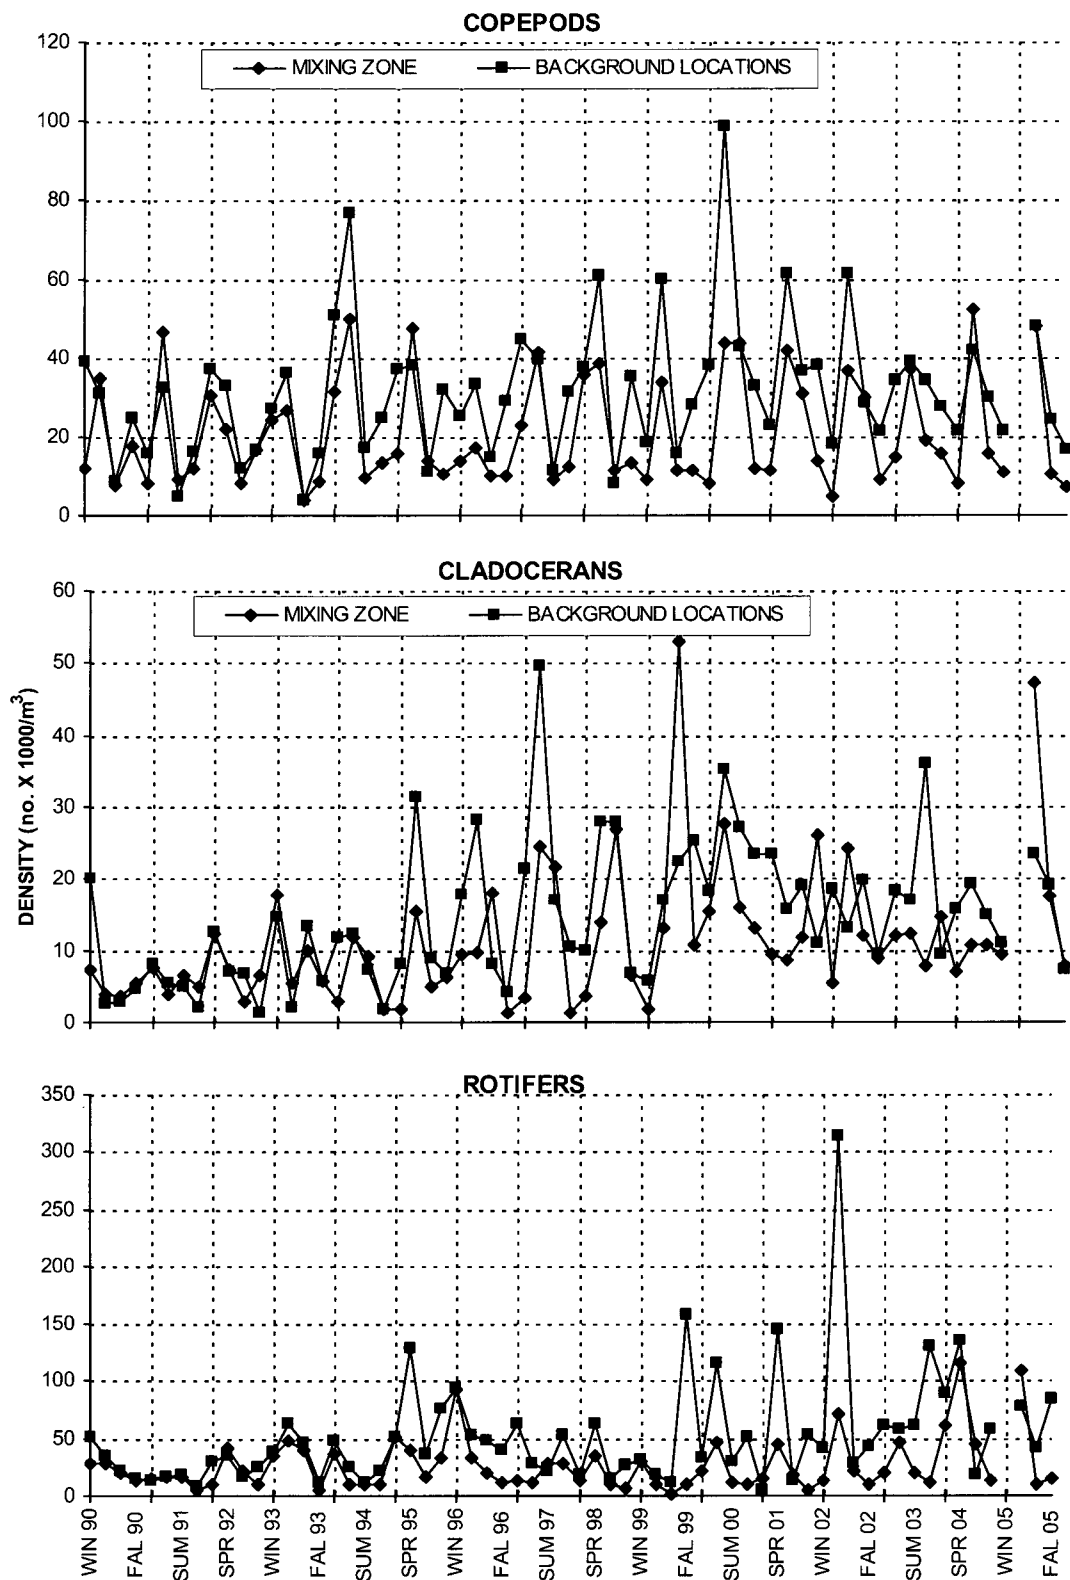 COPEPODS
120
MIXING ZONE BACKGROUND LOCATIONS
100
80
60
40
20
0
CLADOCERANS
60
MIXING ZONE BACKGROUND LOCATIONS
50
40
30
20
10
0
DENSITY (no. X 1000/m³)
ROTIFERS
350
300
250
200
150
100
50
0
WIN 90
FAL 90
SUM 91
SPR 92
WIN 93
FAL 93
SUM 94
SPR 95
WIN 96
FAL 96
SUM 97
SPR 98
WIN 99
FAL 99
SUM 00
SPR 01
WIN 02
FAL 02
SUM 03
SPR 04
WIN 05
FAL 05